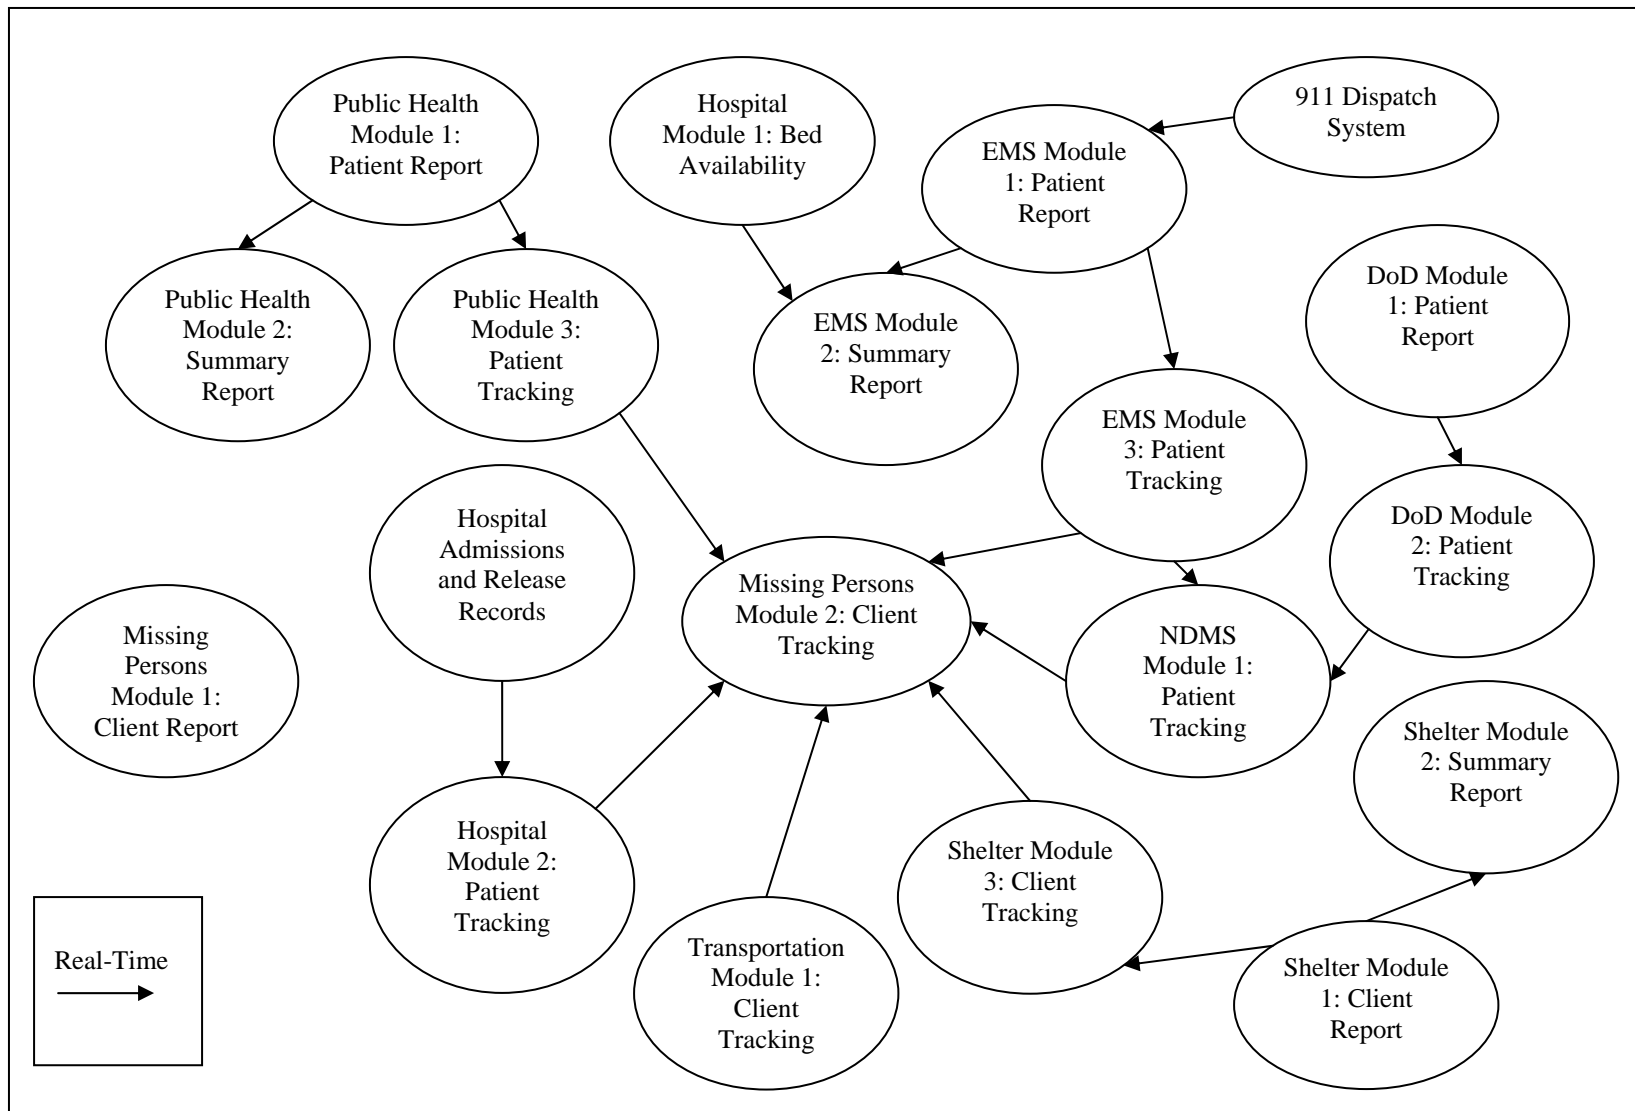 Public Health
Module 1:
Patient Report
Hospital
Module 1: Bed
Availability
EMS Module
1: Patient
Report
911 Dispatch
System
Public Health
Module 2:
Summary
Report
Public Health
Module 3:
Patient
Tracking
EMS Module
2: Summary
Report
DoD Module
1: Patient
Report
EMS Module
3: Patient
Tracking
Hospital
Admissions
and Release
Records
DoD Module
2: Patient
Tracking
Missing Persons
Module 2: Client
Tracking
Missing
Persons
Module 1:
Client Report
NDMS
Module 1:
Patient
Tracking
Shelter Module
2: Summary
Report
Hospital
Module 2:
Patient
Tracking
Shelter Module
3: Client
Tracking
Transportation
Module 1:
Client
Tracking
Shelter Module
1: Client
Report
Real-Time